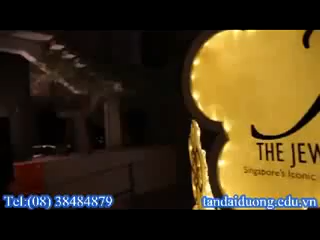 THE JEW
Singapore's Iconic
Tel:(08) 38484879
tandaiduong.edu.vn